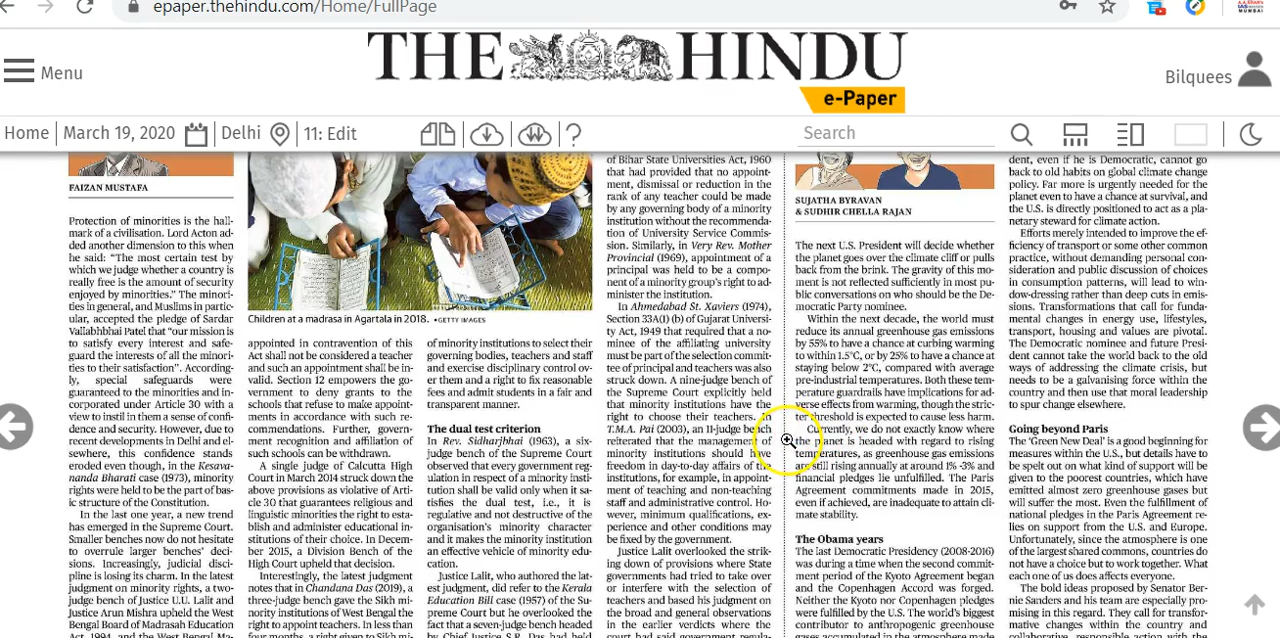 epaper.thehindu.com/Home/FullPage
Menu
THE HINDU
e-Paper
Bilquees
Home
March 19, 2020
Delhi
11: Edit
?
Search
FAIZAN MUSTAFA
Protection of minorities is the hall-
mark of a civilisation. Lord Acton ad-
ded another dimension to this when
he said: “The most certain test by
which we judge whether a country is
really free is the amount of security
enjoyed by minorities.” The minori-
ties in general, and Muslims in parti-
cular, accepted the pledge of Sardar
Vallabhbhai Patel that “our mission is
to satisfy every interest and safe-
guard the interests of all the minori-
ties to their satisfaction”. According-
ly, special safeguards were
guaranteed to the minorities and in-
corporated under Article 30 with a
view to instil in them a sense of confi-
dence and security. However, due to
recent developments in Delhi and el-
sewhere, this confidence stands
eroded even though, in the Kesava-
nanda Bharati case (1973), minority
rights were held to be the part of bas-
ic structure of the Constitution.
In the last one year, a new trend
has emerged in the Supreme Court.
Smaller benches now do not hesitate
to overrule larger benches’ deci-
sions. Increasingly, judicial disci-
pline is losing its charm. In the latest
judgment on minority rights, a two-
judge bench of Justice U.U. Lalit and
Justice Arun Mishra upheld the West
Bengal Board of Madrasah Education
Act, 1994, and the West Bengal Ma-
Children at a madrasa in Agartala in 2018. •GETTY IMAGES
appointed in contravention of this
Act shall not be considered a teacher
and such an appointment shall be in-
valid. Section 12 empowers the go-
vernment to deny grants to the
schools that refuse to make appoint-
ments in accordance with such re-
commendations. Further, govern-
ment recognition and affiliation of
such schools can be withdrawn.
A single judge of Calcutta High
Court in March 2014 struck down the
above provisions as violative of Arti-
cle 30 that guarantees religious and
linguistic minorities the right to esta-
blish and administer educational in-
stitutions of their choice. In Decem-
ber 2015, a Division Bench of the
High Court upheld that decision.
Interestingly, the latest judgment
notes that in Chandana Das (2019), a
three-judge bench gave the Sikh mi-
nority institutions of West Bengal the
right to appoint teachers. In less than
four months, a right given to Sikh mi-
of minority institutions to select their
governing bodies, teachers and staff
and exercise disciplinary control ov-
er them and a right to fix reasonable
fees and admit students in a fair and
transparent manner.
The dual test criterion
In Rev. Sidharjbhai (1963), a six-
judge bench of the Supreme Court
observed that every government reg-
ulation in respect of a minority insti-
tution shall be valid only when it sa-
tisfies the dual test, i.e., it is
regulative and not destructive of the
organisation’s minority character
and it makes the minority institution
an effective vehicle of minority edu-
cation.
Justice Lalit, who authored the lat-
est judgment, did refer to the Kerala
Education Bill case (1957) of the Su-
preme Court but he overlooked the
fact that a seven-judge bench headed
by Chief Justice S.R. Das had held
of Bihar State Universities Act, 1960
that had provided that no appoint-
ment, dismissal or reduction in the
rank of any teacher could be made
by any governing body of a minority
institution without the recommenda-
tion of University Service Commis-
sion. Similarly, in Very Rev. Mother
Provincial (1969), appointment of a
principal was held to be a compo-
nent of a minority group’s right to ad-
minister the institution.
In Ahmedabad St. Xaviers (1974),
Section 33A(1) (b) of Gujarat Universi-
ty Act, 1949 that required that a no-
minee of the affiliating university
must be part of the selection commit-
tee of principal and teachers was also
struck down. A nine-judge bench of
the Supreme Court explicitly held
that minority institutions have the
right to choose their teachers. In
T.M.A. Pai (2003), an 11-judge bench
reiterated that the management of
minority institutions should have
freedom in day-to-day affairs of the
institutions, for example, in appoint-
ment of teaching and non-teaching
staff and administrative control. Ho-
wever, minimum qualifications, ex-
perience and other conditions may
be fixed by the government.
Justice Lalit overlooked the strik-
ing down of provisions where State
governments had tried to take over
or interfere with the selection of
teachers and based his judgment on
the broad and general observations
in the earlier verdicts where the
court had said government regula-
SUJATHA BYRAVAN
& SUDHIR CHELLA RAJAN
The next U.S. President will decide whether
the planet goes over the climate cliff or pulls
back from the brink. The gravity of this mo-
ment is not reflected sufficiently in most pu-
blic conversations on who should be the De-
mocratic Party nominee.
Within the next decade, the world must
reduce its annual greenhouse gas emissions
by 55% to have a chance at curbing warming
to within 1.5°C, or by 25% to have a chance at
staying below 2°C, compared with average
pre-industrial temperatures. Both these tem-
perature guardrails have implications for ad-
verse effects from warming, though the stric-
ter threshold is expected to cause less harm.
Currently, we do not exactly know where
the planet is headed with regard to rising
temperatures, as greenhouse gas emissions
are still rising annually at around 1% -3% and
financial pledges lie unfulfilled. The Paris
Agreement commitments made in 2015,
even if achieved, are inadequate to attain cli-
mate stability.
The Obama years
The last Democratic Presidency (2008-2016)
was during a time when the second commit-
ment period of the Kyoto Agreement began
and the Copenhagen Accord was forged.
Neither Kyoto nor Copenhagen pledges
were fulfilled by the U.S. The world’s biggest
contributor to anthropogenic greenhouse
gases accumulated in the atmosphere made
dent, even if he is Democratic, cannot go
back to old habits on global climate change
policy. Far more is urgently needed for the
planet even to have a chance at survival, and
the U.S. is directly positioned to act as a pla-
netary steward for climate action.
Efforts merely intended to improve the ef-
ficiency of transport or some other common
practice, without demanding personal con-
sideration and public discussion of choices
in consumption patterns, will lead to win-
dow-dressing rather than deep cuts in emis-
sions. Transformations that call for funda-
mental changes in energy use, lifestyles,
transport, housing and values are pivotal.
The Democratic nominee and future Presi-
dent cannot take the world back to the old
ways of addressing the climate crisis, but
needs to be a galvanising force within the
country and then use that moral leadership
to spur change elsewhere.
Going beyond Paris
The ‘Green New Deal’ is a good beginning for
measures within the U.S., but details have to
be spelt out on what kind of support will be
given to the poorest countries, which have
emitted almost zero greenhouse gases but
will suffer the most. Even the fulfillment of
national pledges in the Paris Agreement re-
lies on support from the U.S. and Europe.
Unfortunately, since the atmosphere is one
of the largest shared commons, countries do
not have a choice but to work together. What
each one of us does affects everyone.
The bold ideas proposed by Senator Ber-
nie Sanders and his team are especially pro-
mising in this regard. They call for transfor-
mative changes within the country and
collaborative, responsible action with the